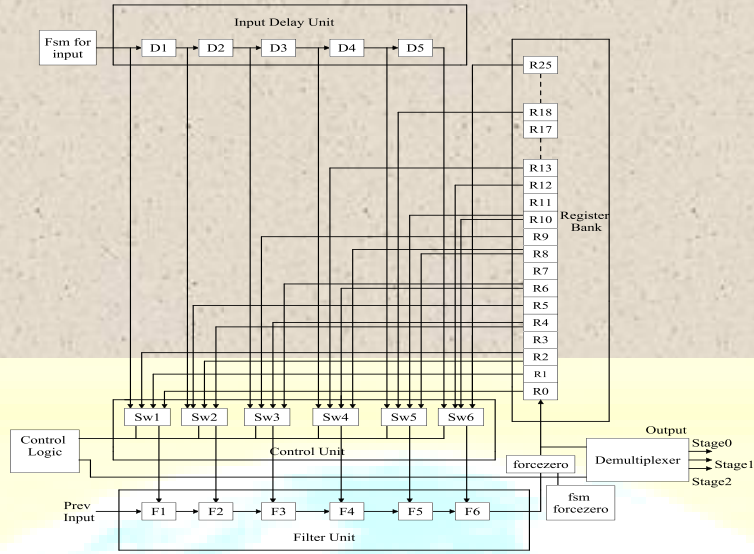 Input Delay Unit
Fsm for
input
D1
D2
D3
D4
D5
R25
R18
R17
R13
R12
R11
R10
R9
R8
R7
R6
R5
R4
R3
R2
R1
R0
Register
Bank
Sw1
Sw2
Sw3
Sw4
Sw5
Sw6
Control Unit
Control
Logic
forcezero
fsm
forcezero
Output
Demultiplexer
Stage0
Stage1
Stage2
Prev
Input
F1
F2
F3
F4
F5
F6
Filter Unit